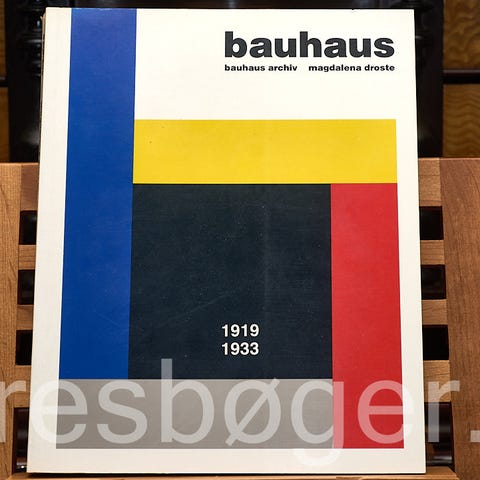 bauhaus
bauhaus archiv magdalena droste
1919
1933
resbøger.